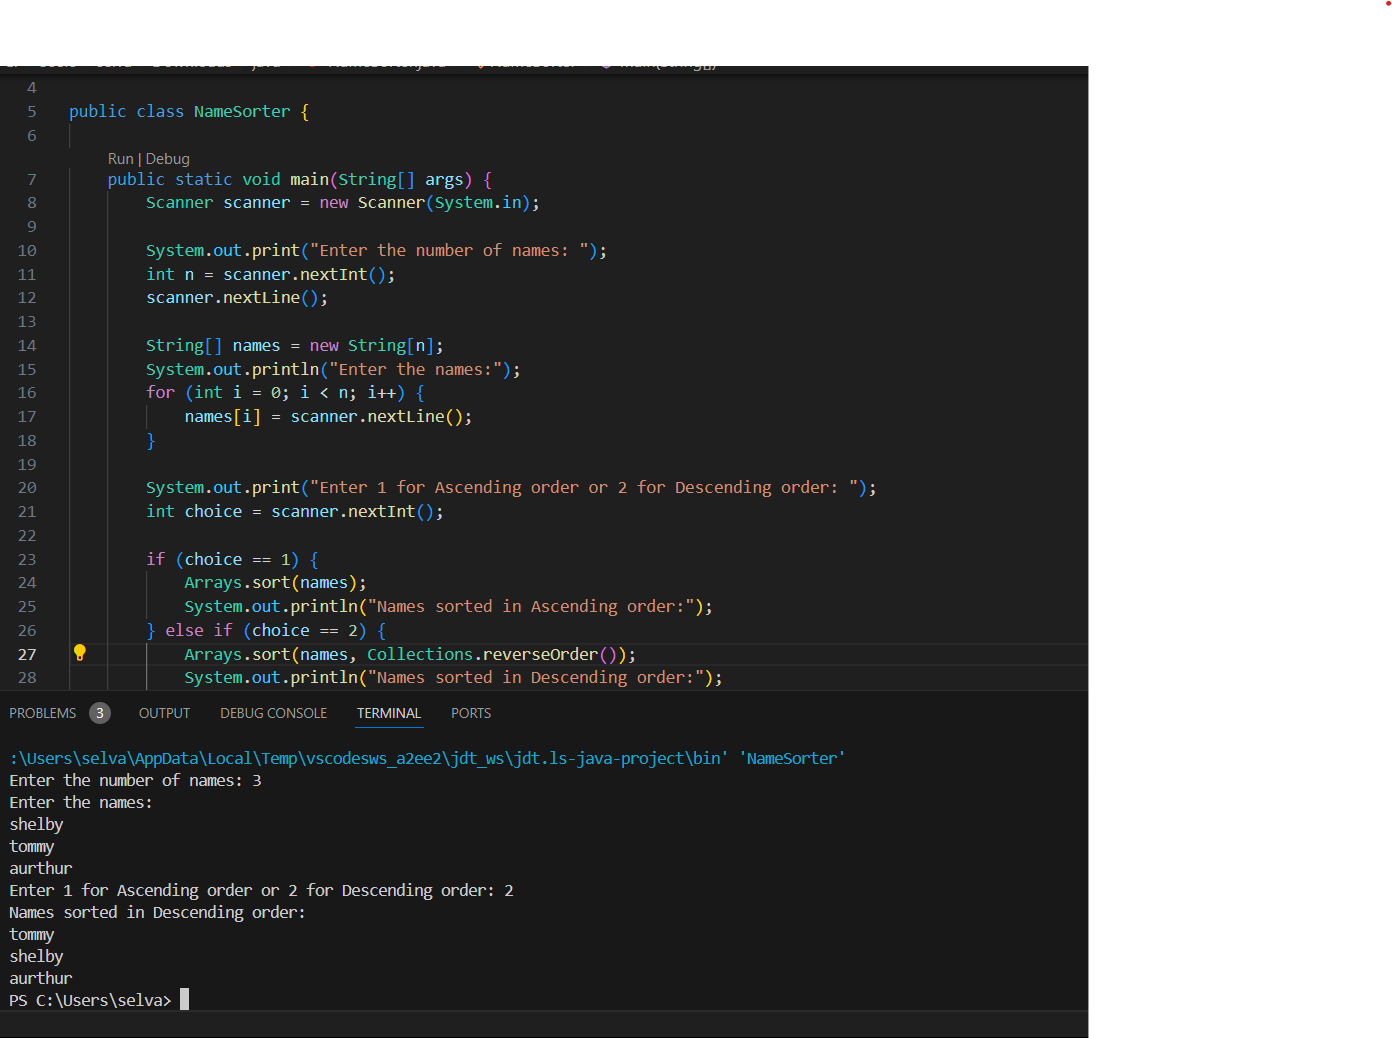 4
5 public class NameSorter {
6
Run | Debug
7 public static void main(String[] args) {
8 Scanner scanner = new Scanner(System.in);
9
10 System.out.print("Enter the number of names: ");
11 int n = scanner.nextInt();
12 scanner.nextLine();
13
14 String[] names = new String[n];
15 System.out.println("Enter the names:");
16 for (int i = 0; i < n; i++) {
17 names[i] = scanner.nextLine();
18 }
19
20 System.out.print("Enter 1 for Ascending order or 2 for Descending order: ");
21 int choice = scanner.nextInt();
22
23 if (choice == 1) {
24 Arrays.sort(names);
25 System.out.println("Names sorted in Ascending order:");
26 } else if (choice == 2) {
27 Arrays.sort(names, Collections.reverseOrder());
28 System.out.println("Names sorted in Descending order:");
PROBLEMS 3 OUTPUT DEBUG CONSOLE TERMINAL PORTS
:\Users\selva\AppData\Local\Temp\vscodesws_a2ee2\jdt_ws\jdt.ls-java-project\bin' 'NameSorter'
Enter the number of names: 3
Enter the names:
shelby
tommy
aurthur
Enter 1 for Ascending order or 2 for Descending order: 2
Names sorted in Descending order:
tommy
shelby
aurthur
PS C:\Users\selva>